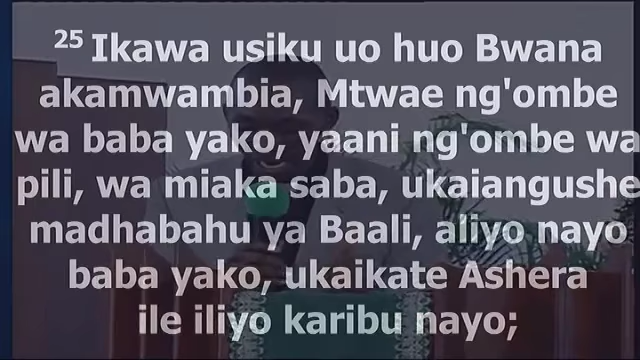 25 Ikawa usiku uo huo Bwana
akamwambia, Mtwae ng'ombe
wa baba yako, yaani ng'ombe wa
pili, wa miaka saba, ukaiangushe
madhabahu ya Baali, aliyo nayo
baba yako, ukaikate Ashera
ile iliyo karibu nayo;